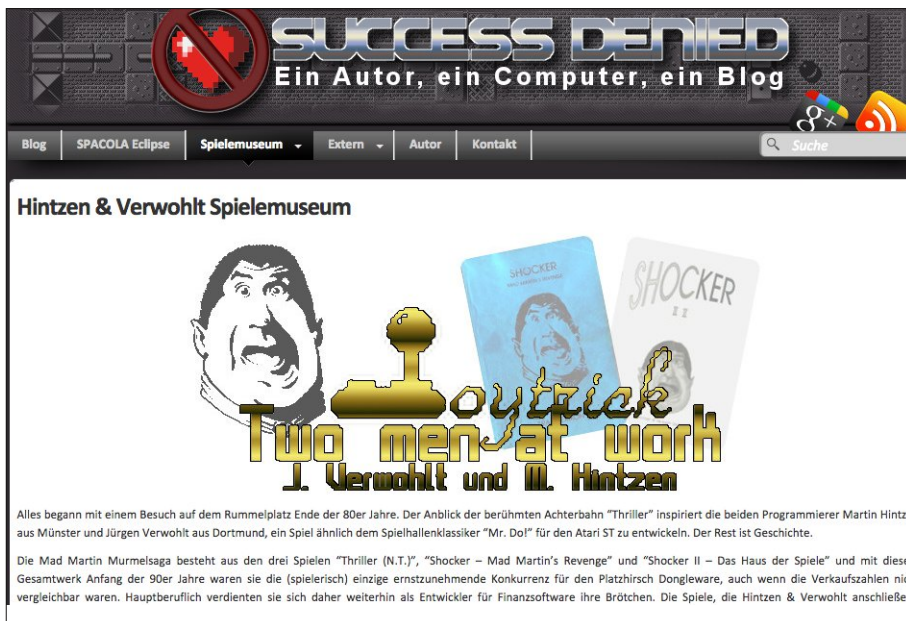 SUCCESS DENIED
Ein Autor, ein Computer, ein Blog
g+
Blog SPACOLA Eclipse Spielemuseum Extern Autor Kontakt Suche
Hintzen & Verwohlt Spielemuseum
SHOCKER
SHOCKER
II
Joytrick
Two men at work
J. Verwohlt und M. Hintzen
Alles begann mit einem Besuch auf dem Rummelplatz Ende der 80er Jahre. Der Anblick der berühmten Achterbahn "Thriller" inspiriert die beiden Programmierer Martin Hintz
aus Münster und Jürgen Verwohlt aus Dortmund, ein Spiel ähnlich dem Spielhallenklassiker "Mr. Do!" für den Atari ST zu entwickeln. Der Rest ist Geschichte.
Die Mad Martin Murmelsaga besteht aus den drei Spielen "Thriller (N.T.)", "Shocker – Mad Martin's Revenge" und "Shocker II – Das Haus der Spiele" und mit diese
Gesamtwerk Anfang der 90er Jahre waren sie die (spielerisch) einzige ernstzunehmende Konkurrenz für den Platzhirsch Dongleware, auch wenn die Verkaufszahlen nic
vergleichbar waren. Hauptberuflich verdienten sie sich daher weiterhin als Entwickler für Finanzsoftware ihre Brötchen. Die Spiele, die Hintzen & Verwohlt anschließe